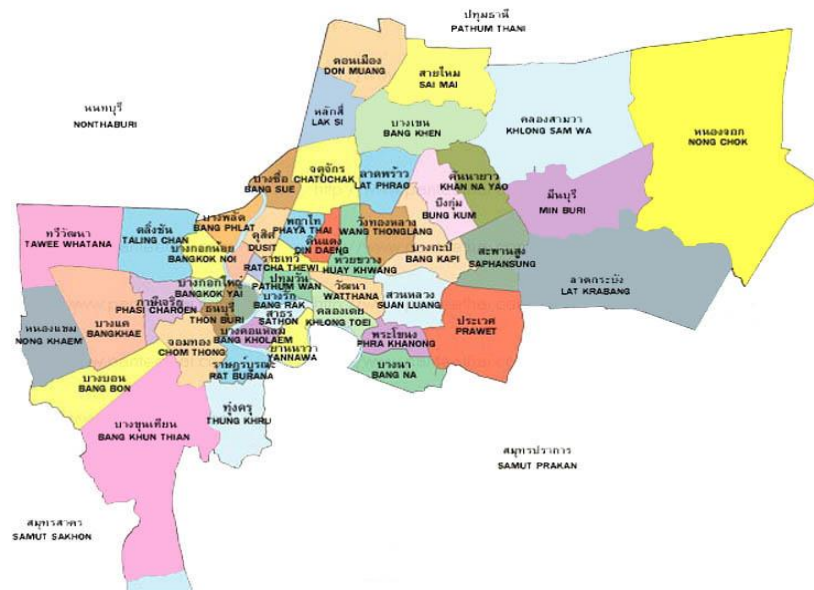 ปทุมธานี
PATHUM THANI
ดอนเมือง
DON MUANG
สายไหม
SAI MAI
นนทบุรี
NONTHABURI
หลักสี่
LAK SI
บางเขน
BANG KHEN
คลองสามวา
KHLONG SAM WA
หนองจอก
NONG CHOK
บางซื่อ
BANG SUE
จตุจักร
CHATUCHAK
ลาดพร้าว
LAT PHRAO
คันนายาว
KHAN NA YAO
บึงกุ่ม
BUNG KUM
มีนบุรี
MIN BURI
ทวีวัฒนา
TAWEE WHATANA
ตลิ่งชัน
TALING CHAN
บางพลัด
BANG PHLAT
ดุสิต
DUSIT
พญาไท
PHAYA THAI
วังทองหลาง
WANG THONGLANG
ดินแดง
DIN DAENG
บางกอกน้อย
BANGKOK NOI
ราชเทวี
RATCHA THEWI
ห้วยขวาง
HUAY KHWANG
บางกะปิ
BANG KAPI
สะพานสูง
SAPHANSUNG
ลาดกระบัง
LAT KRABANG
บางกอกใหญ่
BANGKOK YAI
ปทุมวัน
PATHUM WAN
วัฒนา
WATTHANA
ภาษีเจริญ
PHASI CHAROEN
บางรัก
BANG RAK
สวนหลวง
SUAN LUANG
หนองแขม
NONG KHAEM
บางแค
BANGKHAE
ธนบุรี
THON BURI
สาธร
SATHON
คลองเตย
KHLONG TOEI
ประเวศ
PRAWET
จอมทอง
CHOM THONG
บางคอแหลม
BANG KHOLAEM
ยานนาวา
YANNAWA
พระโขนง
PHRA KHANONG
บางบอน
BANG BON
ราษฎร์บูรณะ
RAT BURANA
บางนา
BANG NA
บางขุนเทียน
BANG KHUN THIAN
ทุ่งครุ
THUNG KHRU
สมุทรปราการ
SAMUT PRAKAN
สมุทรสาคร
SAMUT SAKHON